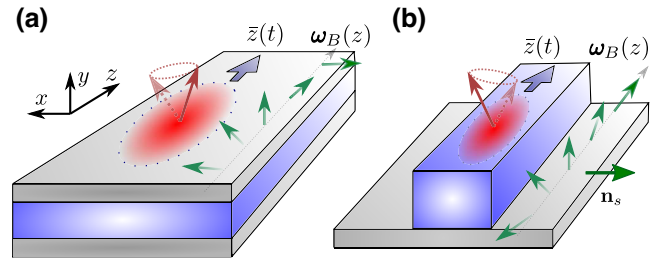 (a)
z̄(t)
ω_B(z)
x
y
z
(b)
z̄(t)
ω_B(z)
n_s